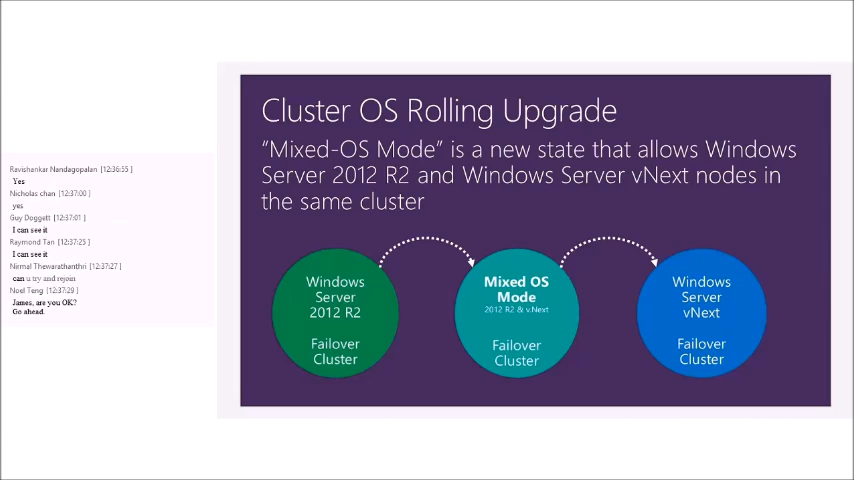 Ravishankar Nandagopalan [12:36:55 ]
Yes
Nicholas chan [12:37:00 ]
yes
Guy Doggett [12:37:01 ]
I can see it
Raymond Tan [12:37:25 ]
I can see it
Nirmal Thewarathanthri [12:37:27 ]
can u try and rejoin
Noel Teng [12:37:29 ]
James, are you OK?
Go ahead.
Cluster OS Rolling Upgrade
“Mixed-OS Mode” is a new state that allows Windows
Server 2012 R2 and Windows Server vNext nodes in
the same cluster
Windows
Server
2012 R2
Failover
Cluster
Mixed OS
Mode
2012 R2 & v.Next
Failover
Cluster
Windows
Server
vNext
Failover
Cluster